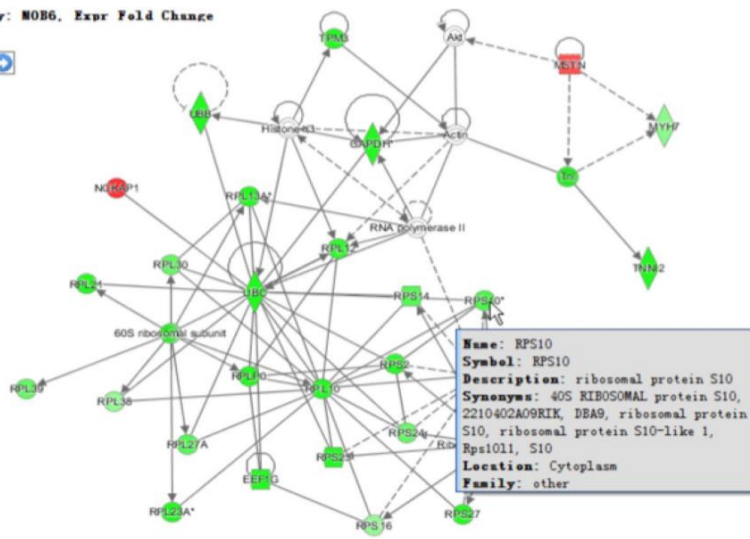 y: MOB6, Expr Fold Change
TPM3
Akt
MSTN
UBB
Histone h3
GAPDH*
Actin
MYH7
Tnf
NCKAP1
RPL13A*
RNA polymerase II
RPL12
RPL30
TNNI2
RPL21
UBC
RPS14
RPS10*
60S ribosomal subunit
RPLP0
RPL10
RPS2
RPL39
RPL38
RPS24
Rib
RPL27A
RPS23
EEF1G
RPL23A*
RPS16
RPS27
Name: RPS10
Symbol: RPS10
Description: ribosomal protein S10
Synonyms: 40S RIBOSOMAL protein S10,
2210402A09RIK, DBA9, ribosomal protein
S10, ribosomal protein S10-like 1,
Rps10l1, S10
Location: Cytoplasm
Family: other